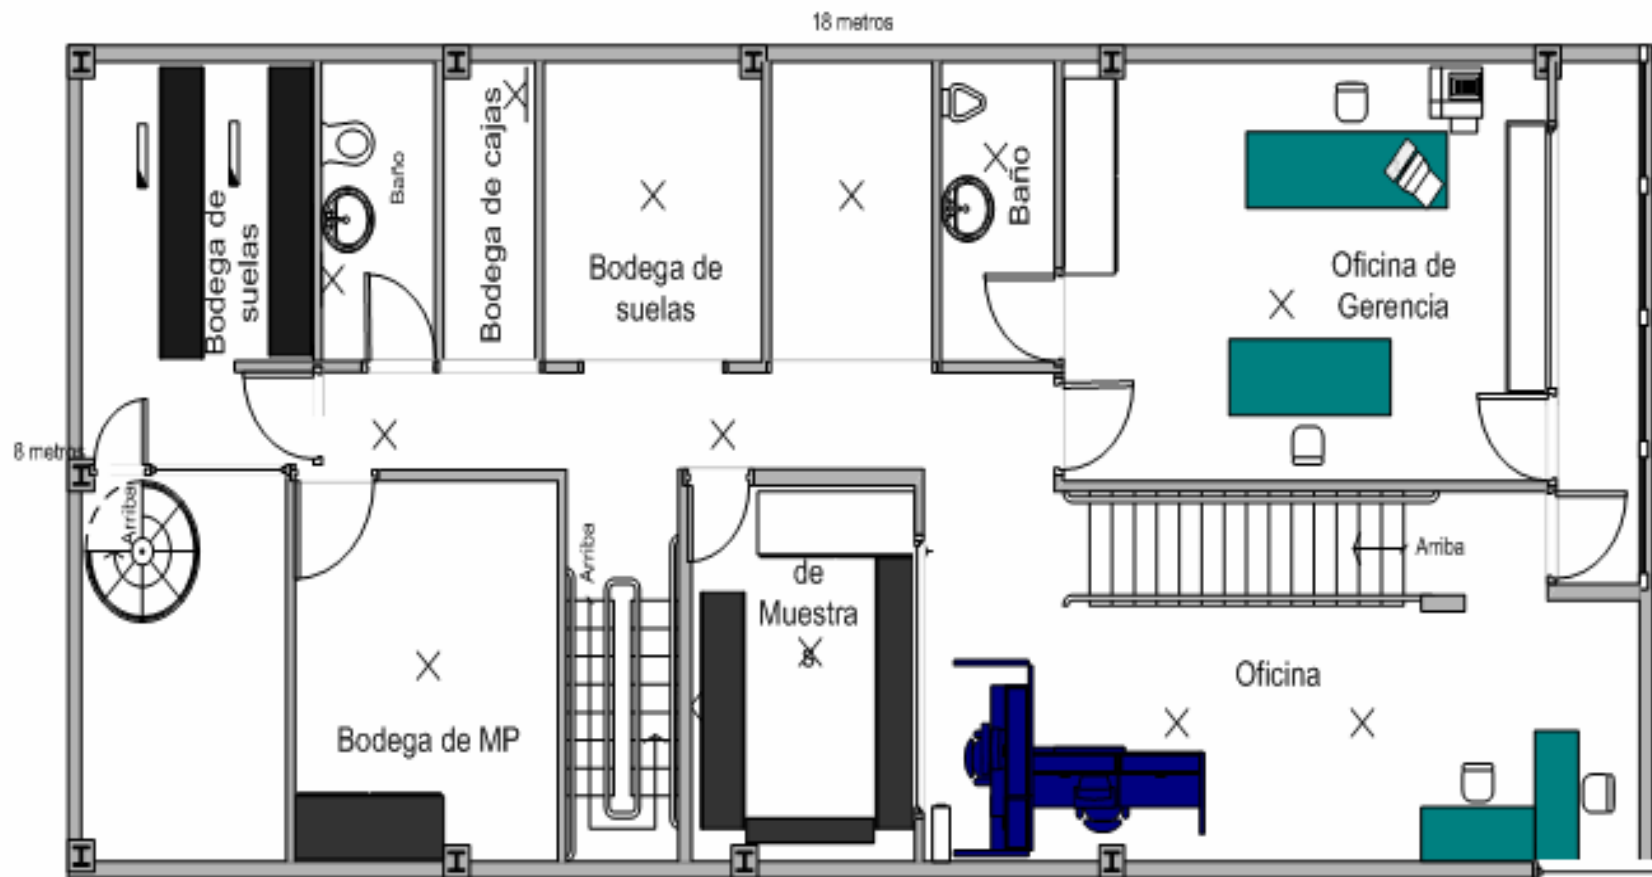 18 metros
Bodega de
suelas
Baño
Bodega de cajas
Bodega de
suelas
Baño
Oficina de
Gerencia
8 metros
Arriba
Arriba
de
Muestra
s
Arriba
Oficina
Bodega de MP